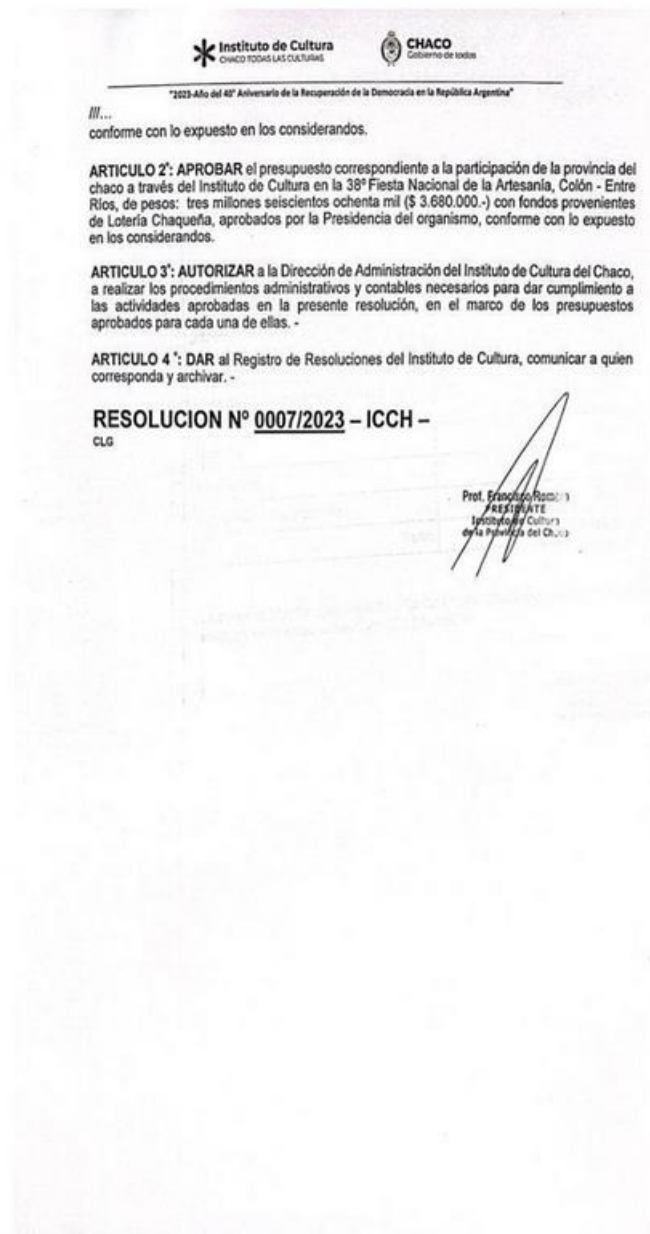 Instituto de Cultura
CHACO TODAS LAS CULTURAS
CHACO
Gobierno de todos
"2023-Año del 40° Aniversario de la Recuperación de la Democracia en la República Argentina"
///...
conforme con lo expuesto en los considerandos.
ARTICULO 2°: APROBAR el presupuesto correspondiente a la participación de la provincia del
chaco a través del Instituto de Cultura en la 38° Fiesta Nacional de la Artesanía, Colón - Entre
Ríos, de pesos: tres millones seiscientos ochenta mil ($ 3.680.000.-) con fondos provenientes
de Lotería Chaqueña, aprobados por la Presidencia del organismo, conforme con lo expuesto
en los considerandos.
ARTICULO 3°: AUTORIZAR a la Dirección de Administración del Instituto de Cultura del Chaco,
a realizar los procedimientos administrativos y contables necesarios para dar cumplimiento a
las actividades aprobadas en la presente resolución, en el marco de los presupuestos
aprobados para cada una de ellas. -
ARTICULO 4 °: DAR al Registro de Resoluciones del Instituto de Cultura, comunicar a quien
corresponda y archivar. -
RESOLUCION Nº 0007/2023 – ICCH –
CLG
Prof. Francisco Romero
PRESIDENTE
Instituto de Cultura
de la Provincia del Chaco